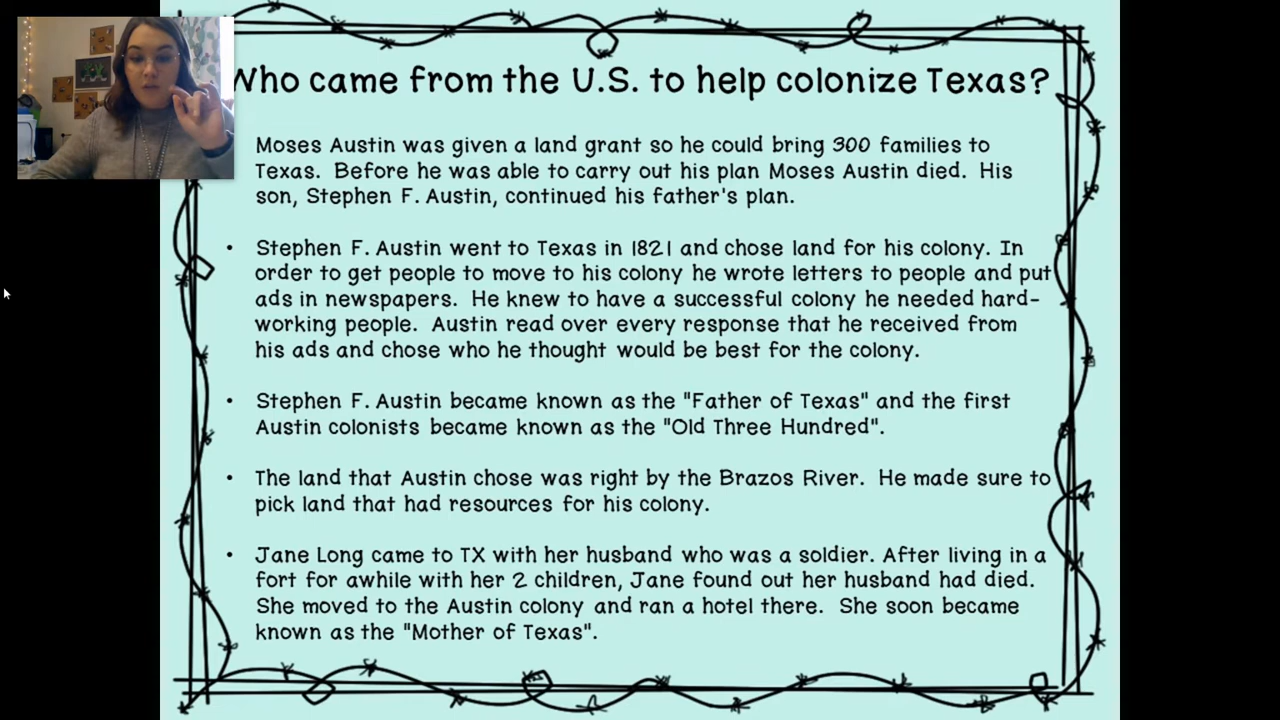 Who came from the U.S. to help colonize Texas?
Moses Austin was given a land grant so he could bring 300 families to
Texas. Before he was able to carry out his plan Moses Austin died. His
son, Stephen F. Austin, continued his father's plan.
• Stephen F. Austin went to Texas in 1821 and chose land for his colony. In
order to get people to move to his colony he wrote letters to people and put
ads in newspapers. He knew to have a successful colony he needed hard-
working people. Austin read over every response that he received from
his ads and chose who he thought would be best for the colony.
• Stephen F. Austin became known as the "Father of Texas" and the first
Austin colonists became known as the "Old Three Hundred".
• The land that Austin chose was right by the Brazos River. He made sure to
pick land that had resources for his colony.
• Jane Long came to TX with her husband who was a soldier. After living in a
fort for awhile with her 2 children, Jane found out her husband had died.
She moved to the Austin colony and ran a hotel there. She soon became
known as the "Mother of Texas".